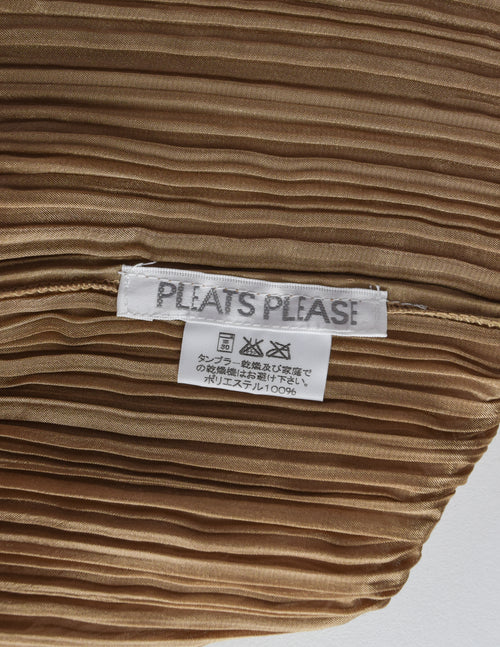 PLEATS PLEASE
30
タンブラー乾燥及び家庭で
の乾燥機はお避け下さい。
ポリエステル100%